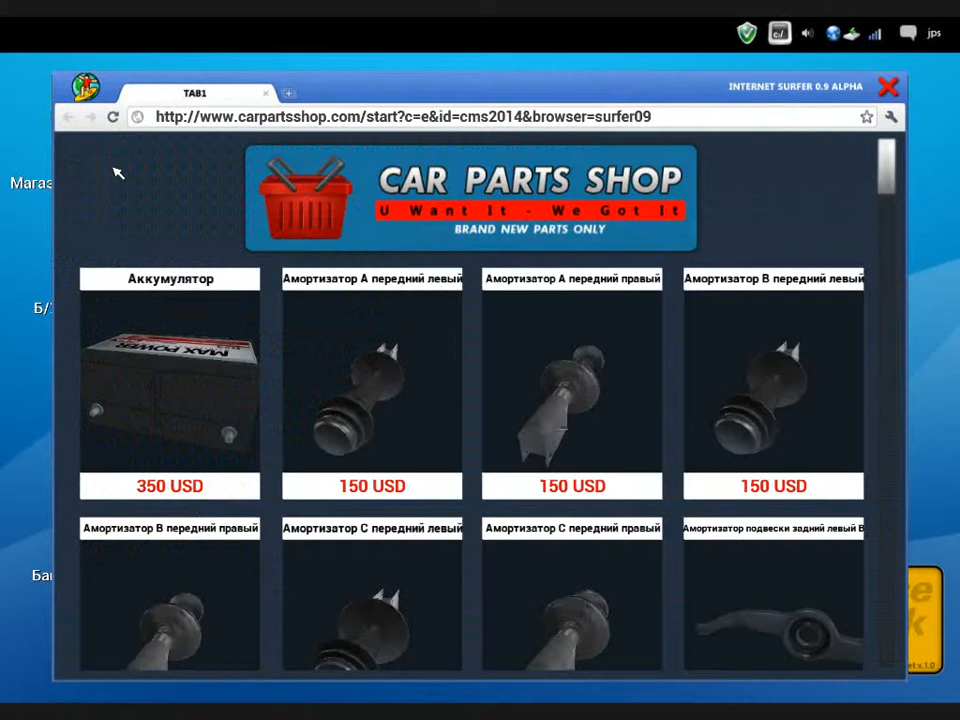 jps
TAB1
INTERNET SURFER 0.9 ALPHA
http://www.carpartsshop.com/start?c=e&id=cms2014&browser=surfer09
CAR PARTS SHOP
U Want It - We Got It
BRAND NEW PARTS ONLY
Аккумулятор
Амортизатор А передний левый
Амортизатор А передний правый
Амортизатор В передний левый
MAX POWER
350 USD
150 USD
150 USD
150 USD
Амортизатор В передний правый
Амортизатор С передний левый
Амортизатор С передний правый
Амортизатор подвески задний левый В
Магаз
Б/